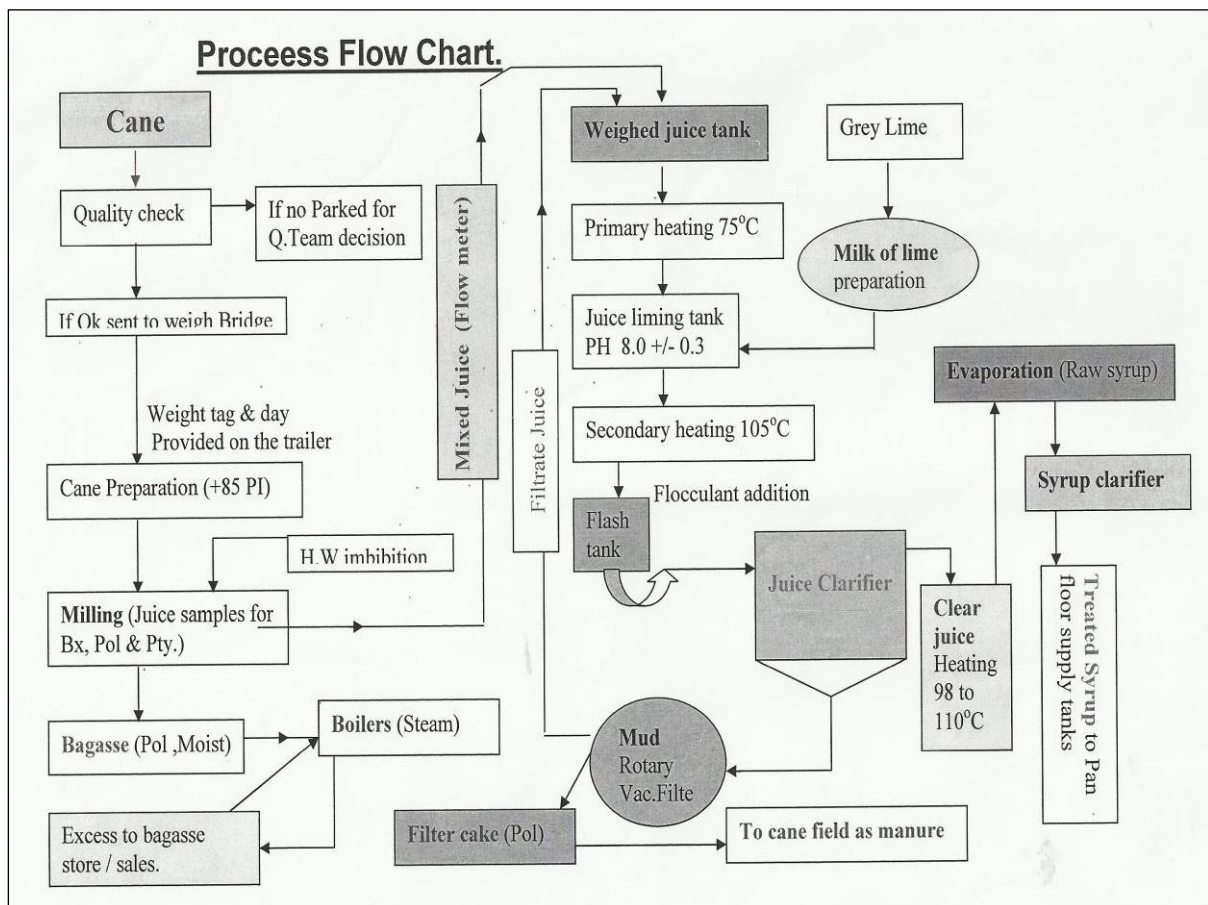 Proceess Flow Chart.
Cane
Quality check
If no Parked for
Q.Team decision
If Ok sent to weigh Bridge
Weight tag & day
Provided on the trailer
Cane Preparation (+85 PI)
H.W imbibition
Milling (Juice samples for
Bx, Pol & Pty.)
Bagasse (Pol ,Moist)
Boilers (Steam)
Excess to bagasse
store / sales.
Mixed Juice (Flow meter)
Filtrate Juice
Weighed juice tank
Primary heating 75°C
Grey Lime
Milk of lime
preparation
Juice liming tank
PH 8.0 +/- 0.3
Secondary heating 105°C
Flocculant addition
Flash
tank
Juice Clarifier
Mud
Rotary
Vac.Filte
Filter cake (Pol)
To cane field as manure
Clear
juice
Heating
98 to
110°C
Evaporation (Raw syrup)
Syrup clarifier
Treated Syrup to Pan
floor supply tanks